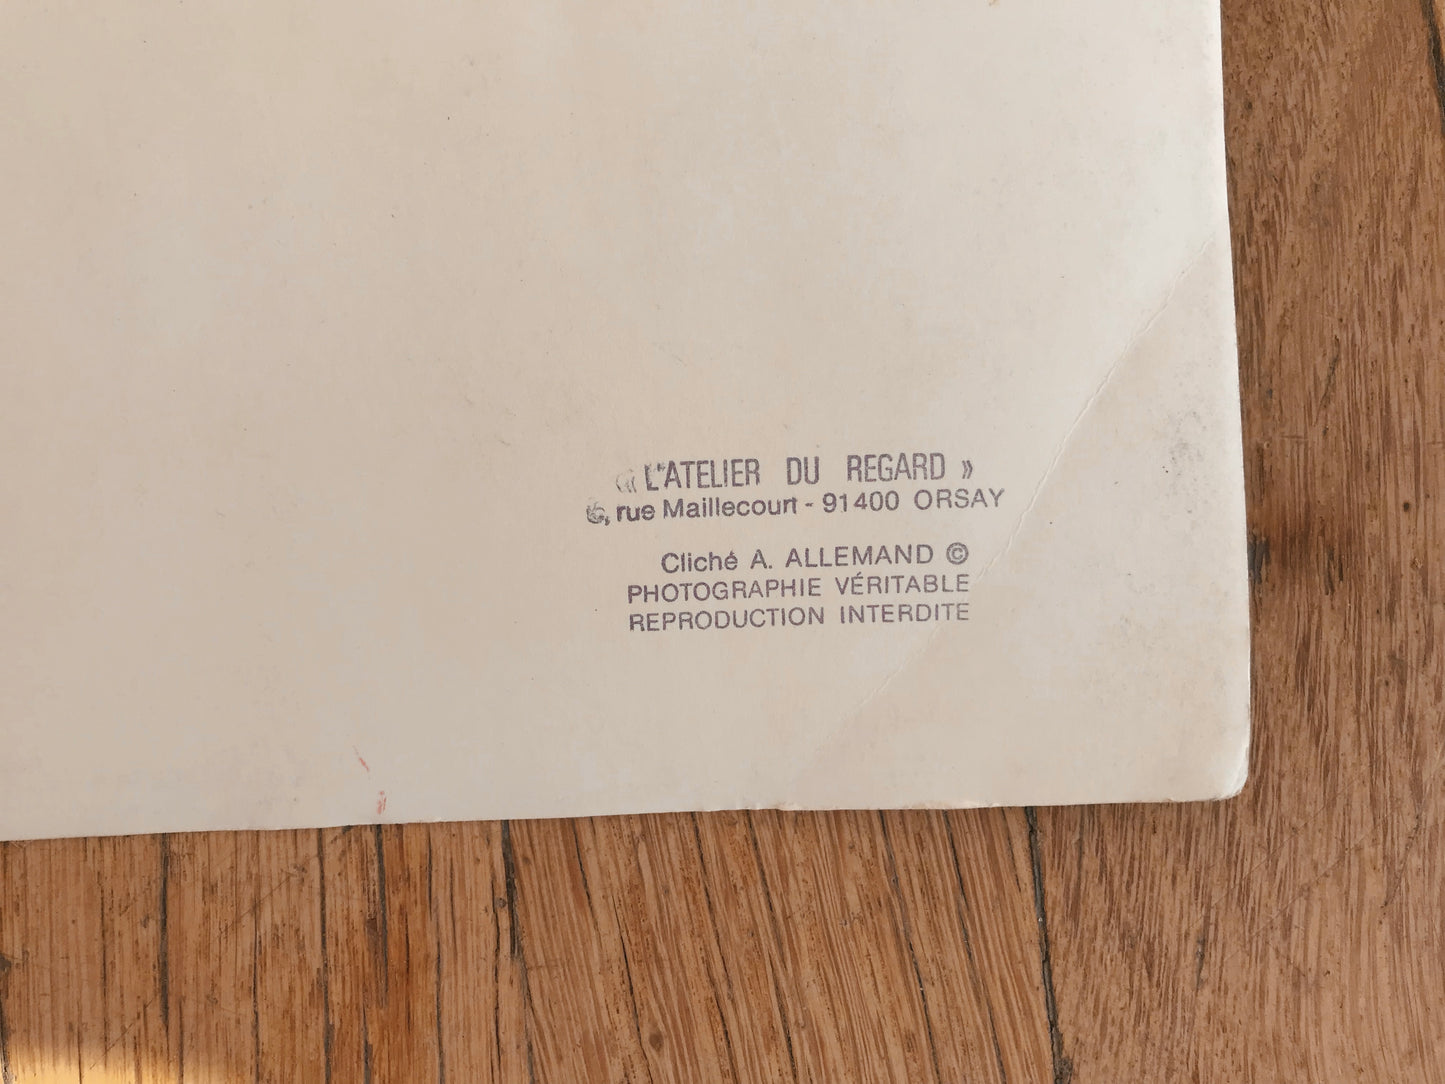 « L'ATELIER DU REGARD »
6, rue Maillecourt - 91400 ORSAY
Cliché A. ALLEMAND ©
PHOTOGRAPHIE VÉRITABLE
REPRODUCTION INTERDITE